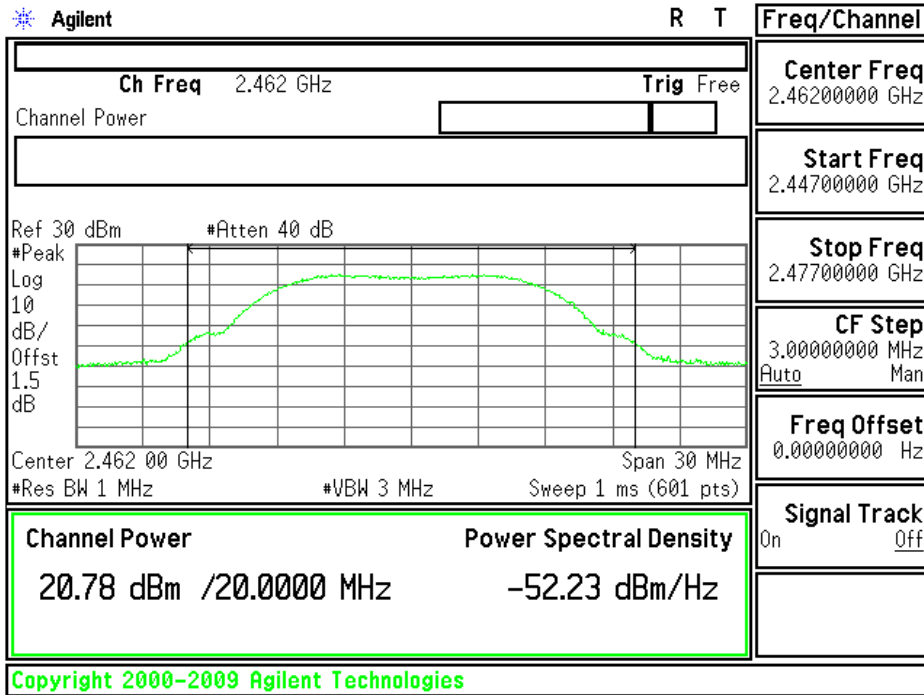 Agilent R T
Freq/Channel
Ch Freq 2.462 GHz Trig Free
Channel Power
Ref 30 dBm #Atten 40 dB
#Peak
Log
10
dB/
Offst
1.5
dB
Center 2.462 00 GHz Span 30 MHz
#Res BW 1 MHz #VBW 3 MHz Sweep 1 ms (601 pts)
Channel Power Power Spectral Density
20.78 dBm /20.0000 MHz -52.23 dBm/Hz
Center Freq
2.46200000 GHz
Start Freq
2.44700000 GHz
Stop Freq
2.47700000 GHz
CF Step
3.00000000 MHz
Auto Man
Freq Offset
0.00000000 Hz
Signal Track
On Off
Copyright 2000-2009 Agilent Technologies